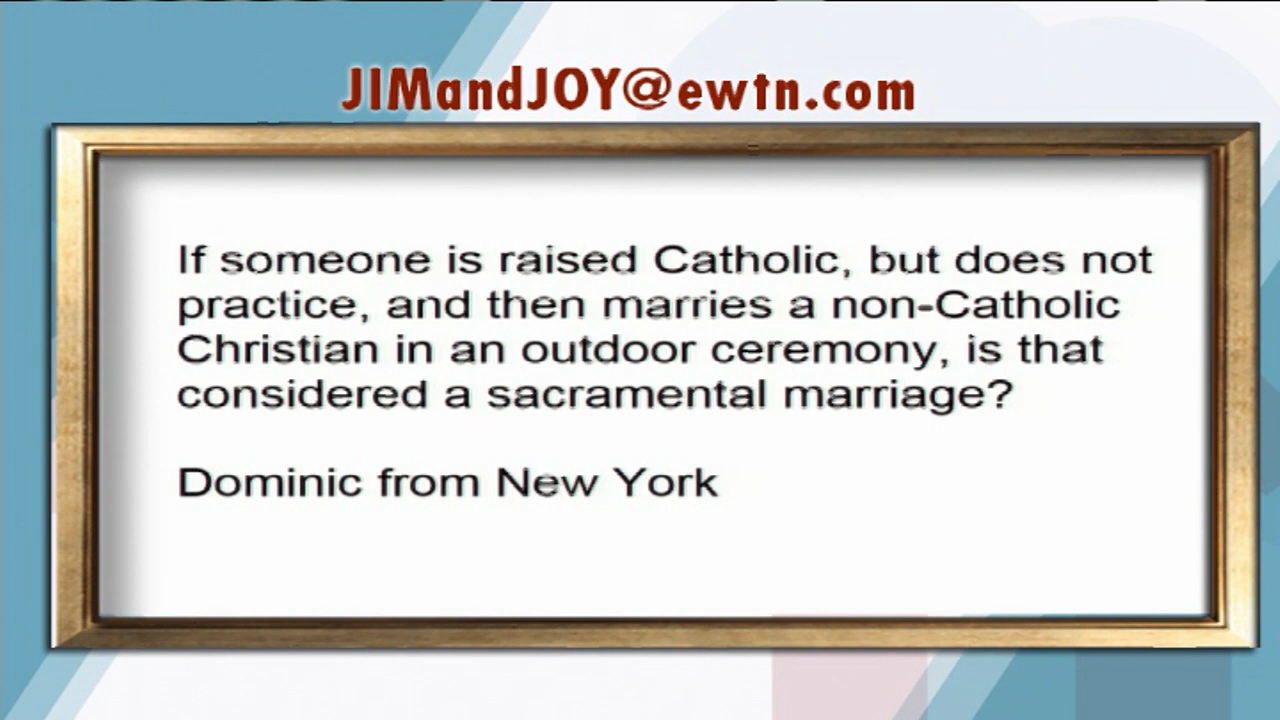 JIMandJOY@ewtn.com
If someone is raised Catholic, but does not
practice, and then marries a non-Catholic
Christian in an outdoor ceremony, is that
considered a sacramental marriage?
Dominic from New York